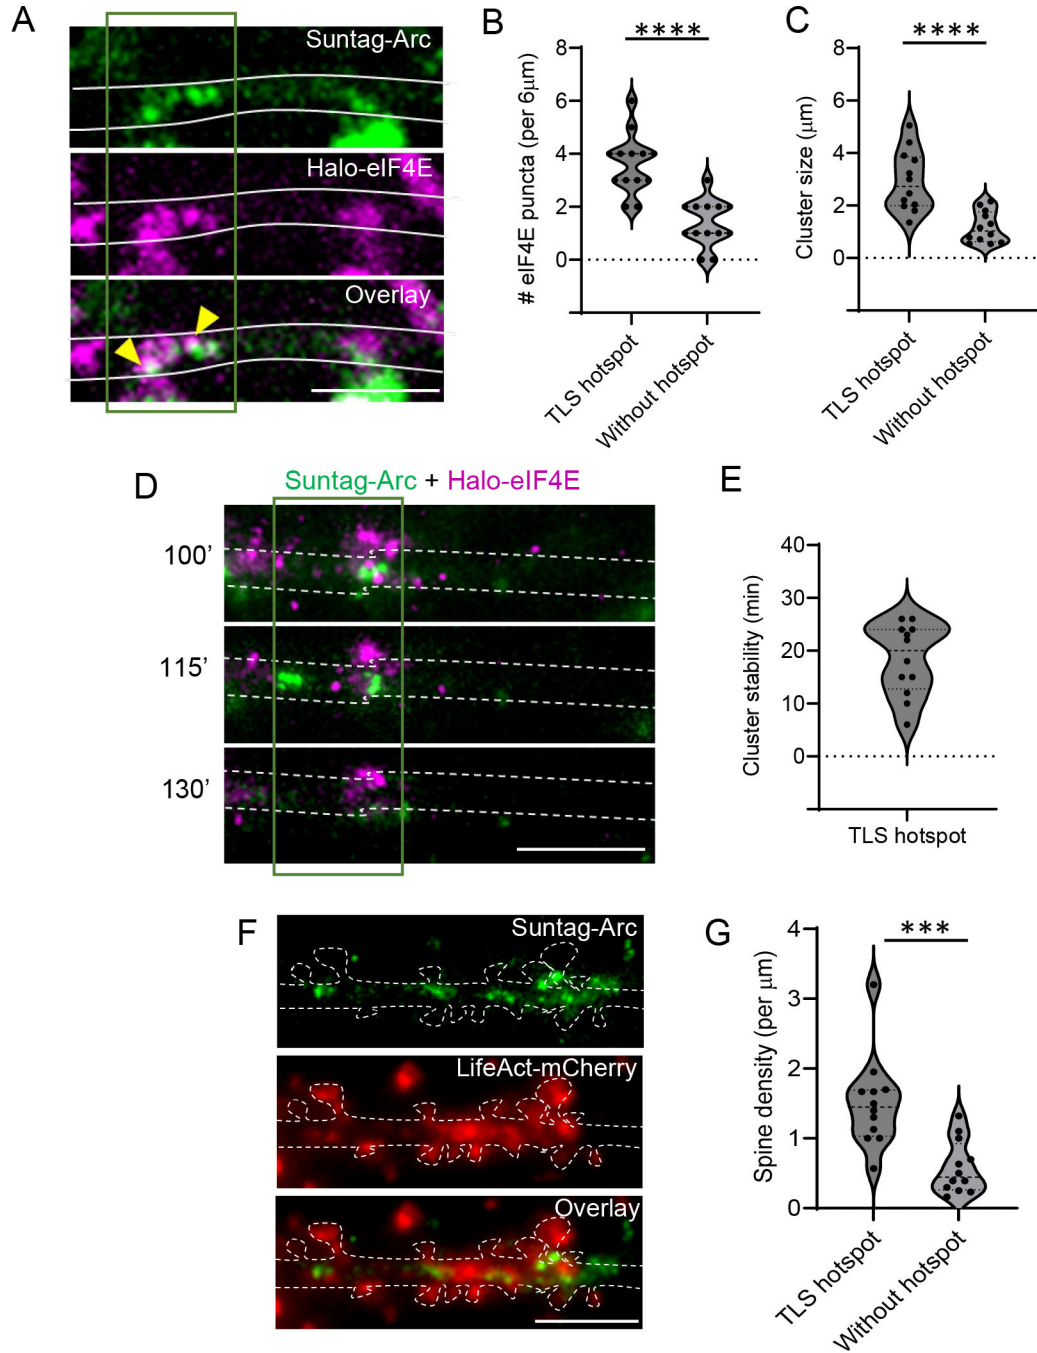 A
Suntag-Arc
Halo-eIF4E
Overlay
B
****
# eIF4E puncta (per 6μm)
8
6
4
2
0
TLS hotspot
Without hotspot
C
****
Cluster size (μm)
8
6
4
2
0
TLS hotspot
Without hotspot
D
Suntag-Arc + Halo-eIF4E
100’
115’
130’
E
Cluster stability (min)
40
30
20
10
0
TLS hotspot
F
Suntag-Arc
LifeAct-mCherry
Overlay
G
***
Spine density (per μm)
4
3
2
1
0
TLS hotspot
Without hotspot